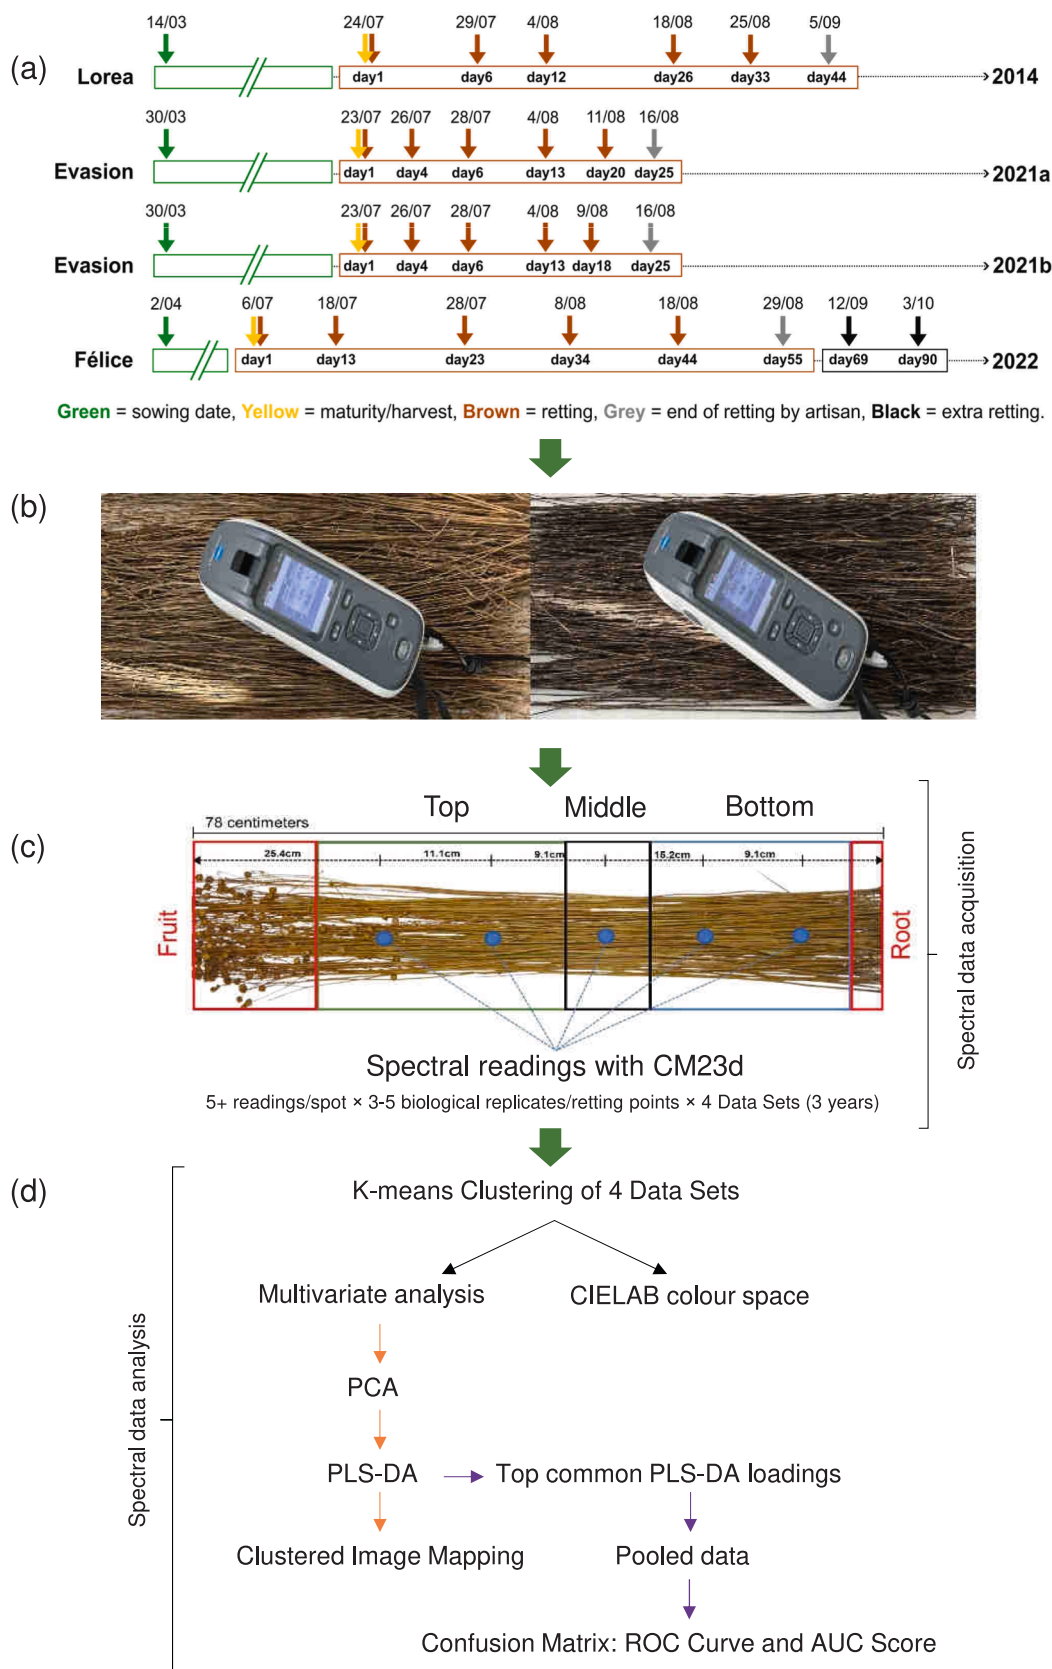 (a)
14/03 24/07 29/07 4/08 18/08 25/08 5/09
Lorea day1 day6 day12 day26 day33 day44 2014
30/03 23/07 26/07 28/07 4/08 11/08 16/08
Evasion day1 day4 day6 day13 day20 day25 2021a
30/03 23/07 26/07 28/07 4/08 9/08 16/08
Evasion day1 day4 day6 day13 day18 day25 2021b
2/04 6/07 18/07 28/07 8/08 18/08 29/08 12/09 3/10
Félice day1 day13 day23 day34 day44 day55 day69 day90 2022
Green = sowing date, Yellow = maturity/harvest, Brown = retting, Grey = end of retting by artisan, Black = extra retting.
(b)
(c)
Top Middle Bottom
78 centimeters
25.4cm 11.1cm 9.1cm 15.2cm 9.1cm
Fruit
Root
Spectral readings with CM23d
5+ readings/spot × 3-5 biological replicates/retting points × 4 Data Sets (3 years)
Spectral data acquisition
(d)
K-means Clustering of 4 Data Sets
Multivariate analysis CIELAB colour space
PCA
PLS-DA Top common PLS-DA loadings
Clustered Image Mapping Pooled data
Confusion Matrix: ROC Curve and AUC Score
Spectral data analysis